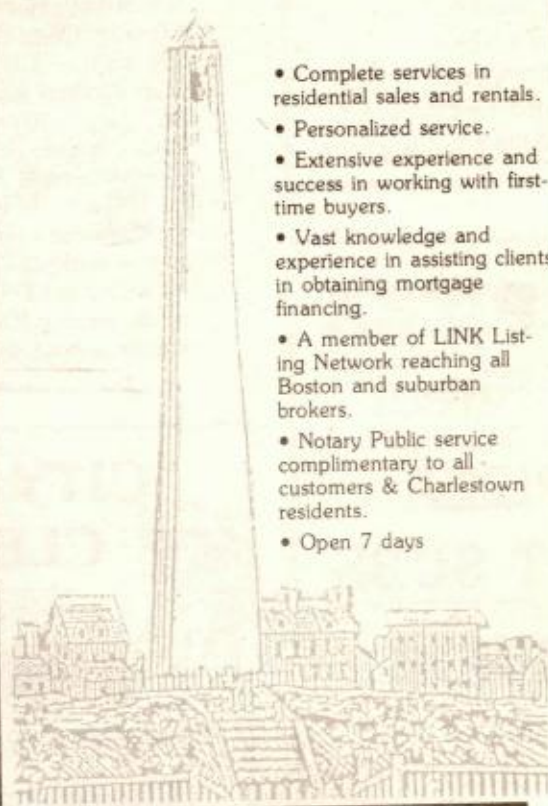 • Complete services in
residential sales and rentals.
• Personalized service.
• Extensive experience and
success in working with first-
time buyers.
• Vast knowledge and
experience in assisting clients
in obtaining mortgage
financing.
• A member of LINK List-
ing Network reaching all
Boston and suburban
brokers.
• Notary Public service
complimentary to all
customers & Charlestown
residents.
• Open 7 days